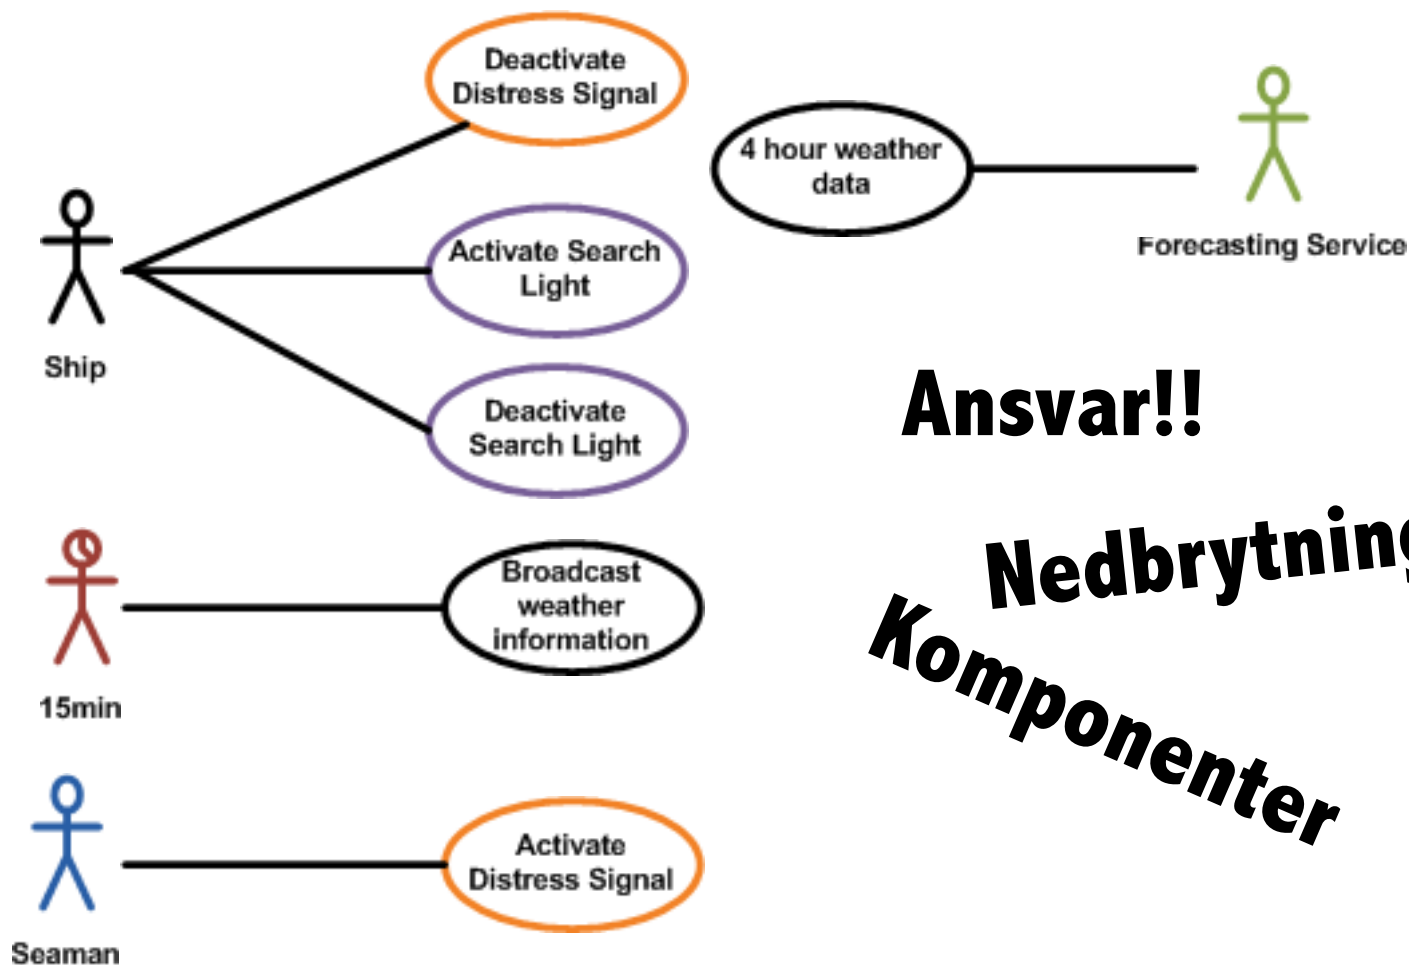 Deactivate
Distress Signal
4 hour weather
data
Forecasting Service
Activate Search
Light
Ship
Deactivate
Search Light
Ansvar!!
Nedbrytning
Broadcast
weather
information
Komponenter
15min
Activate
Distress Signal
Seaman